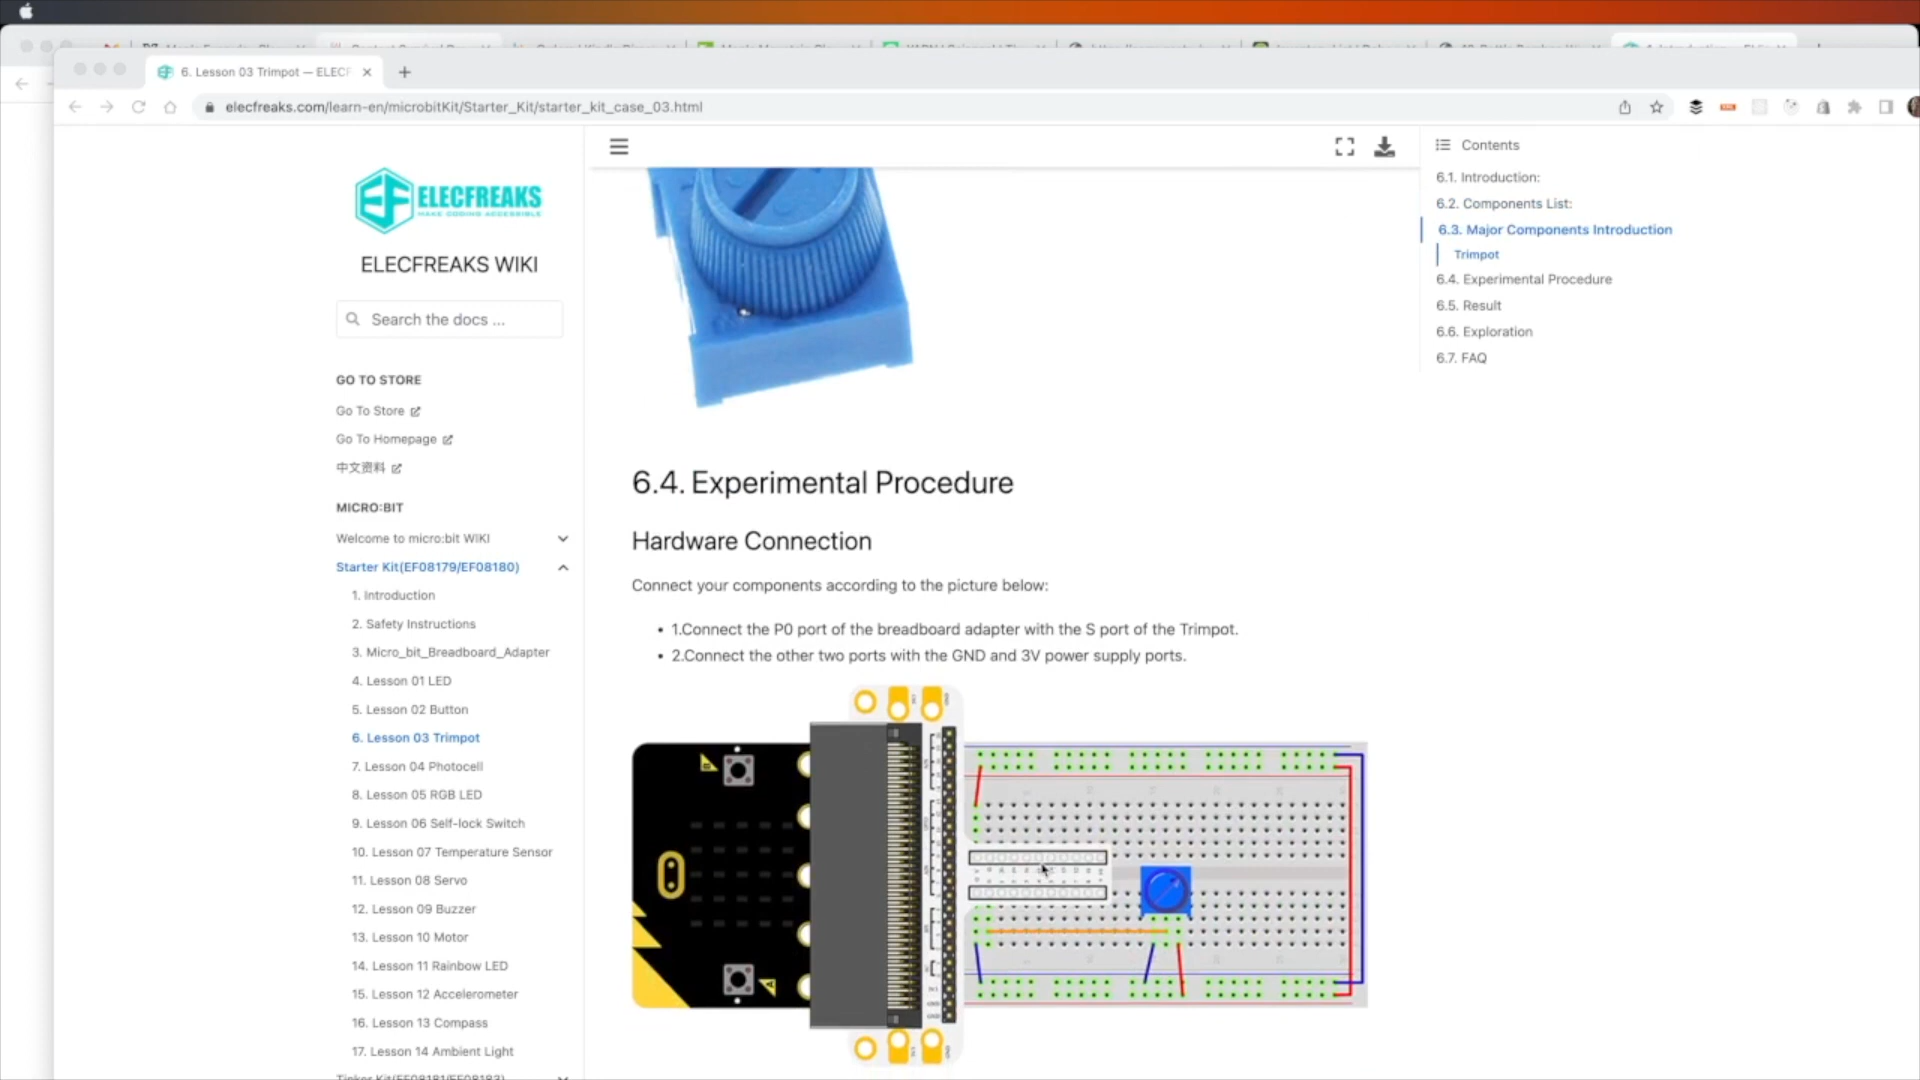 6. Lesson 03 Trimpot — ELECF
elecfreaks.com/learn-en/microbitKit/Starter_Kit/starter_kit_case_03.html
ELECFREAKS
MAKE CODING ACCESSIBLE
ELECFREAKS WIKI
Search the docs ...
GO TO STORE
Go To Store
Go To Homepage
中文资料
MICRO:BIT
Welcome to micro:bit WIKI
Starter Kit(EF08179/EF08180)
1. Introduction
2. Safety Instructions
3. Micro_bit_Breadboard_Adapter
4. Lesson 01 LED
5. Lesson 02 Button
6. Lesson 03 Trimpot
7. Lesson 04 Photocell
8. Lesson 05 RGB LED
9. Lesson 06 Self-lock Switch
10. Lesson 07 Temperature Sensor
11. Lesson 08 Servo
12. Lesson 09 Buzzer
13. Lesson 10 Motor
14. Lesson 11 Rainbow LED
15. Lesson 12 Accelerometer
16. Lesson 13 Compass
17. Lesson 14 Ambient Light
Tinker Kit(EF08181/EF08183)
6.4. Experimental Procedure
Hardware Connection
Connect your components according to the picture below:
• 1.Connect the P0 port of the breadboard adapter with the S port of the Trimpot.
• 2.Connect the other two ports with the GND and 3V power supply ports.
B
A
Contents
6.1. Introduction:
6.2. Components List:
6.3. Major Components Introduction
Trimpot
6.4. Experimental Procedure
6.5. Result
6.6. Exploration
6.7. FAQ